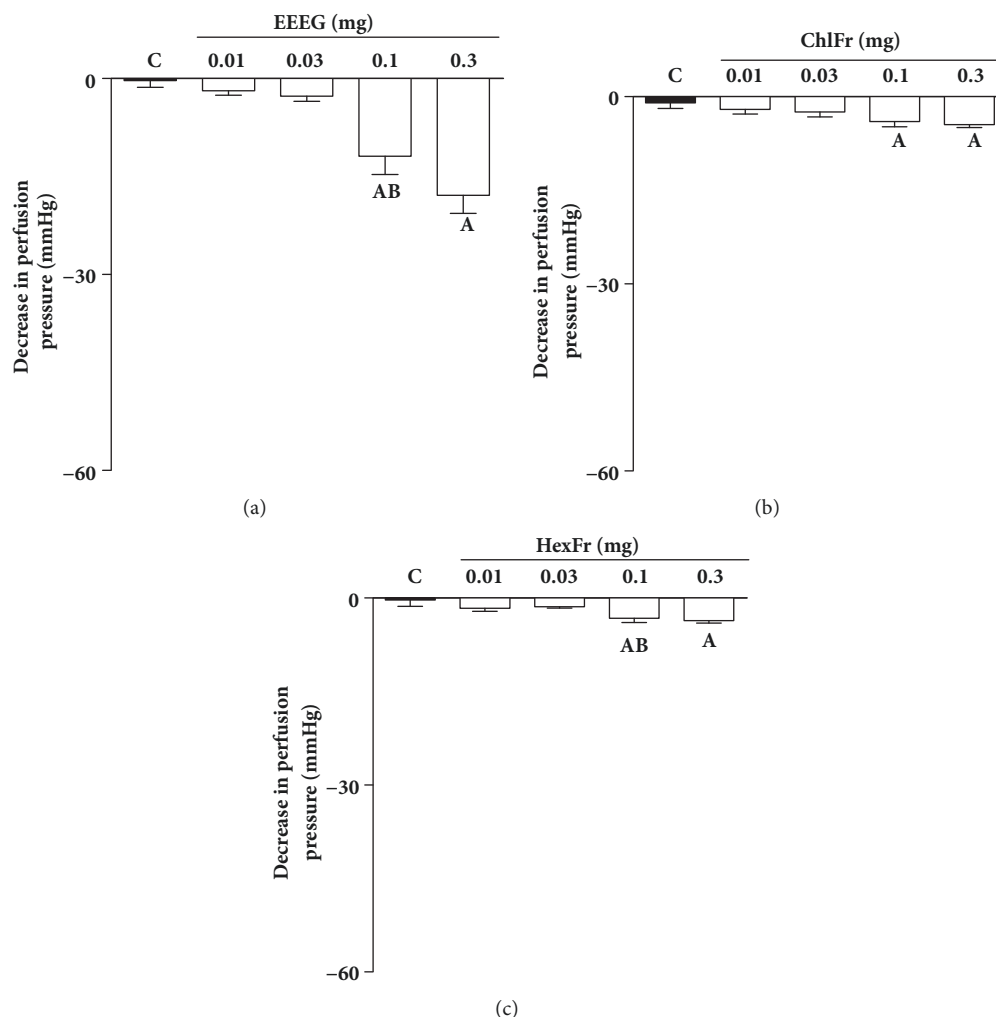 EEEG (mg)
C 0.01 0.03 0.1 0.3
0
−30
−60
Decrease in perfusion
pressure (mmHg)
AB
A
(a)
ChlFr (mg)
C 0.01 0.03 0.1 0.3
0
−30
−60
Decrease in perfusion
pressure (mmHg)
A A
(b)
HexFr (mg)
C 0.01 0.03 0.1 0.3
0
−30
−60
Decrease in perfusion
pressure (mmHg)
AB A
(c)